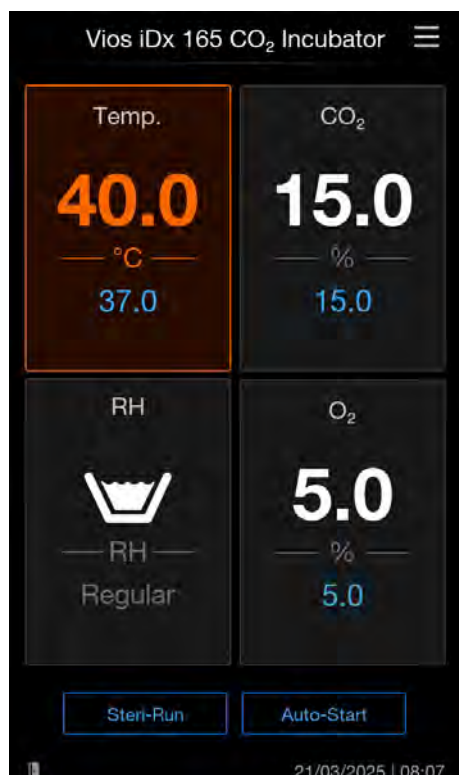 Vios iDx 165 CO₂ Incubator
Temp.
40.0
°C
37.0
CO₂
15.0
%
15.0
RH
RH
Regular
O₂
5.0
%
5.0
Steri-Run
Auto-Start
21/03/2025 | 08:07